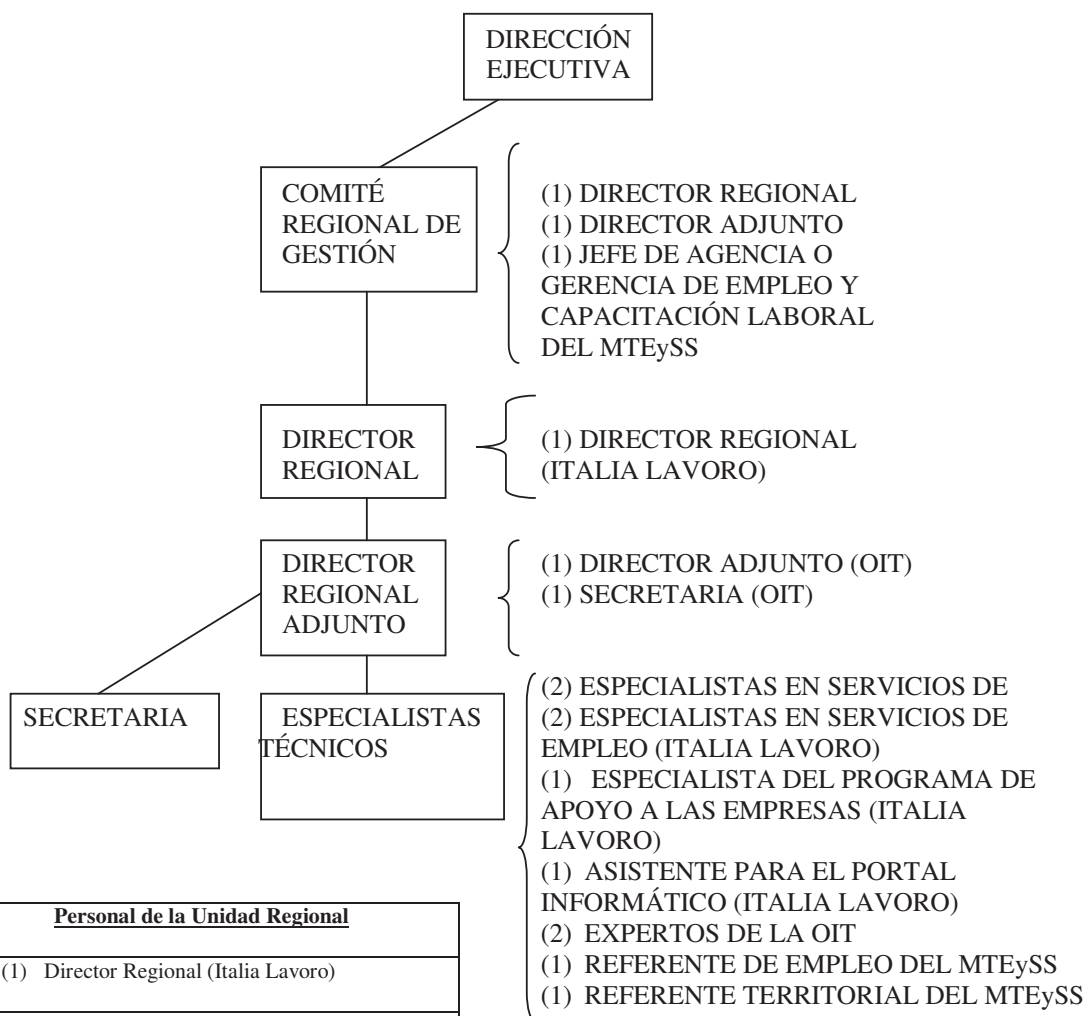 DIRECCIÓN
EJECUTIVA
COMITÉ
REGIONAL DE
GESTIÓN
(1) DIRECTOR REGIONAL
(1) DIRECTOR ADJUNTO
(1) JEFE DE AGENCIA O
GERENCIA DE EMPLEO Y
CAPACITACIÓN LABORAL
DEL MTEySS
DIRECTOR
REGIONAL
(1) DIRECTOR REGIONAL
(ITALIA LAVORO)
DIRECTOR
REGIONAL
ADJUNTO
(1) DIRECTOR ADJUNTO (OIT)
(1) SECRETARIA (OIT)
SECRETARIA
ESPECIALISTAS
TÉCNICOS
(2) ESPECIALISTAS EN SERVICIOS DE
(2) ESPECIALISTAS EN SERVICIOS DE
EMPLEO (ITALIA LAVORO)
(1) ESPECIALISTA DEL PROGRAMA DE
APOYO A LAS EMPRESAS (ITALIA
LAVORO)
(1) ASISTENTE PARA EL PORTAL
INFORMÁTICO (ITALIA LAVORO)
(2) EXPERTOS DE LA OIT
(1) REFERENTE DE EMPLEO DEL MTEySS
(1) REFERENTE TERRITORIAL DEL MTEySS
Personal de la Unidad Regional
(1) Director Regional (Italia Lavoro)